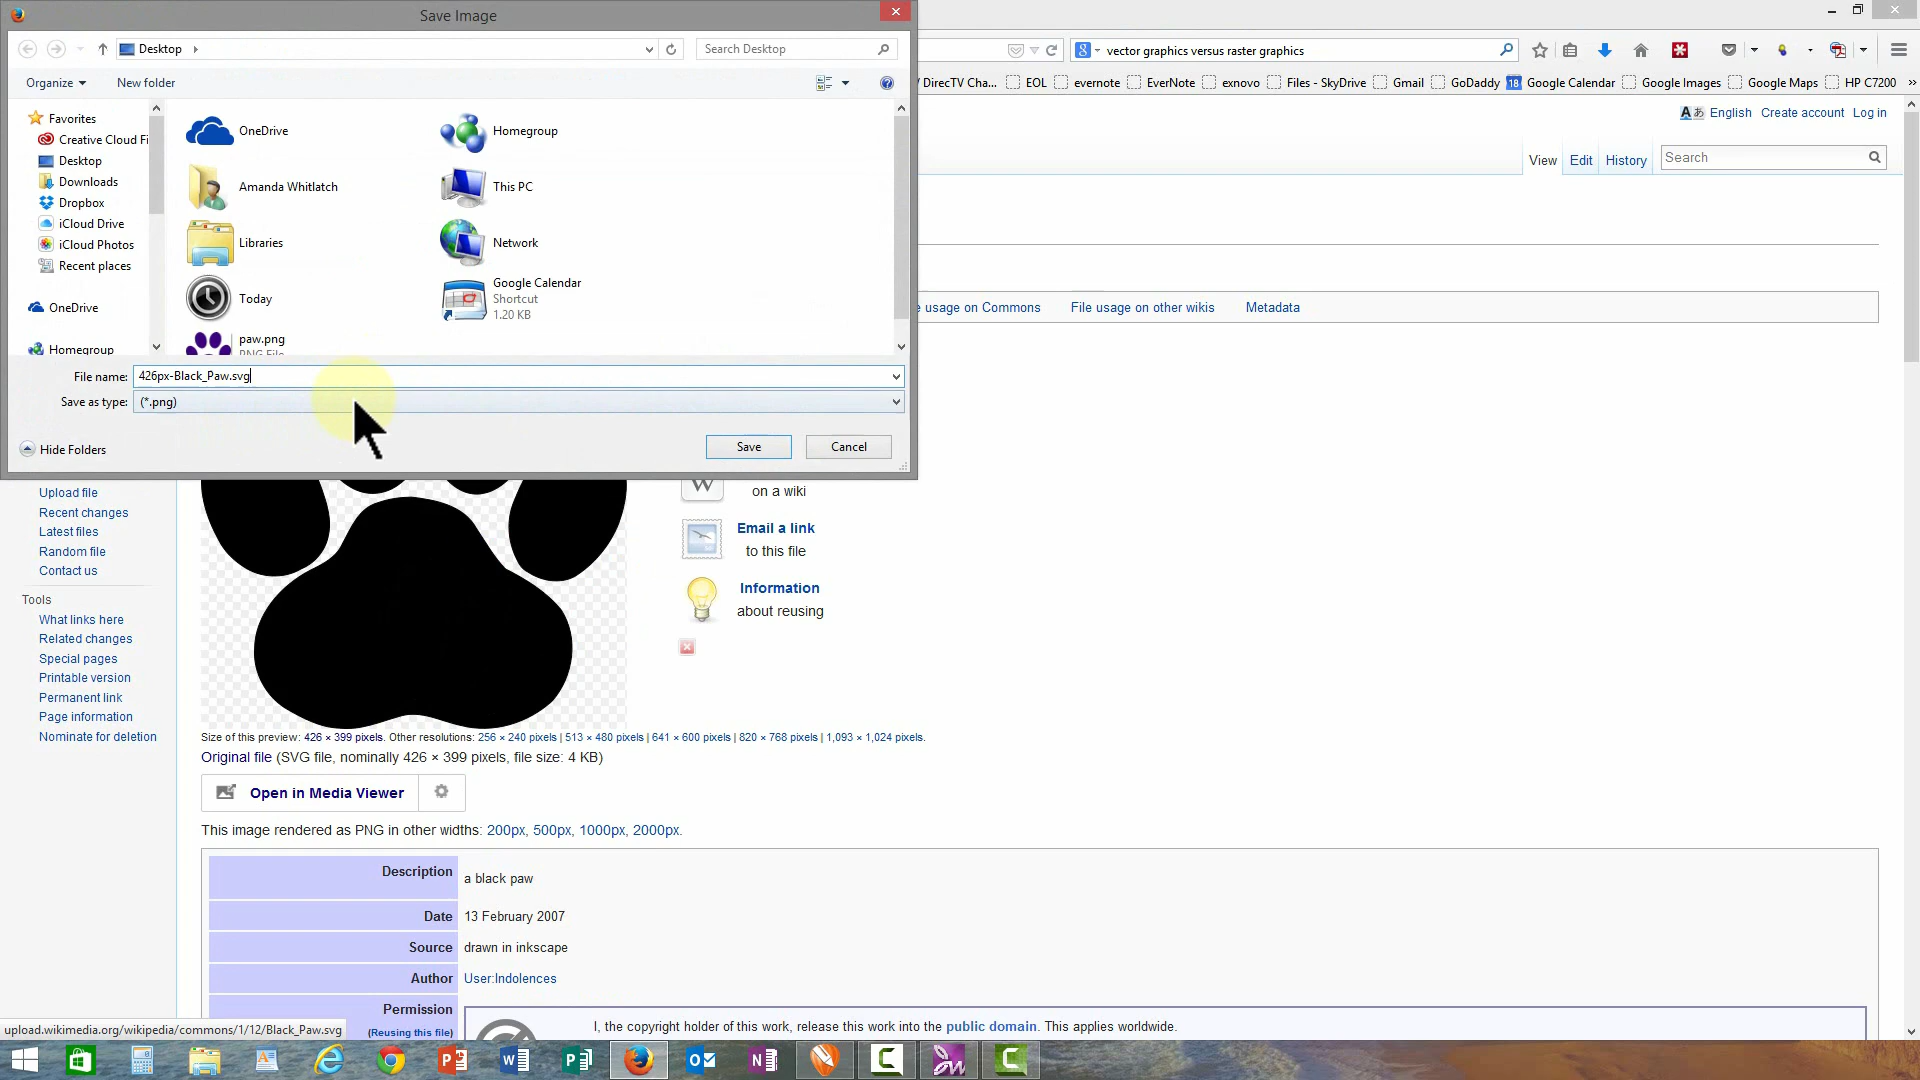 Save Image
Desktop
Search Desktop
vector graphics versus raster graphics
Organize
New folder
DirecTV Cha...
EOL
evernote
EverNote
exnovo
Files - SkyDrive
Gmail
GoDaddy
18
Google Calendar
Google Images
Google Maps
HP C7200
Favorites
Creative Cloud Fi
Desktop
Downloads
Dropbox
iCloud Drive
iCloud Photos
Recent places
OneDrive
Homegroup
OneDrive
Homegroup
Amanda Whitlatch
This PC
Libraries
Network
Today
Google Calendar
Shortcut
1.20 KB
paw.png
PNG File
File name: 426px-Black_Paw.svg
Save as type: (*.png)
Hide Folders
Save
Cancel
English Create account Log in
View Edit History Search
e usage on Commons File usage on other wikis Metadata
Upload file
Recent changes
Latest files
Random file
Contact us
Tools
What links here
Related changes
Special pages
Printable version
Permanent link
Page information
Nominate for deletion
W
on a wiki
Email a link
to this file
Information
about reusing
Size of this preview: 426 × 399 pixels. Other resolutions: 256 × 240 pixels | 513 × 480 pixels | 641 × 600 pixels | 820 × 768 pixels | 1,093 × 1,024 pixels.
Original file (SVG file, nominally 426 × 399 pixels, file size: 4 KB)
Open in Media Viewer
This image rendered as PNG in other widths: 200px, 500px, 1000px, 2000px.
Description a black paw
Date 13 February 2007
Source drawn in inkscape
Author User:Indolences
Permission
(Reusing this file)
I, the copyright holder of this work, release this work into the public domain. This applies worldwide.
upload.wikimedia.org/wikipedia/commons/1/12/Black_Paw.svg